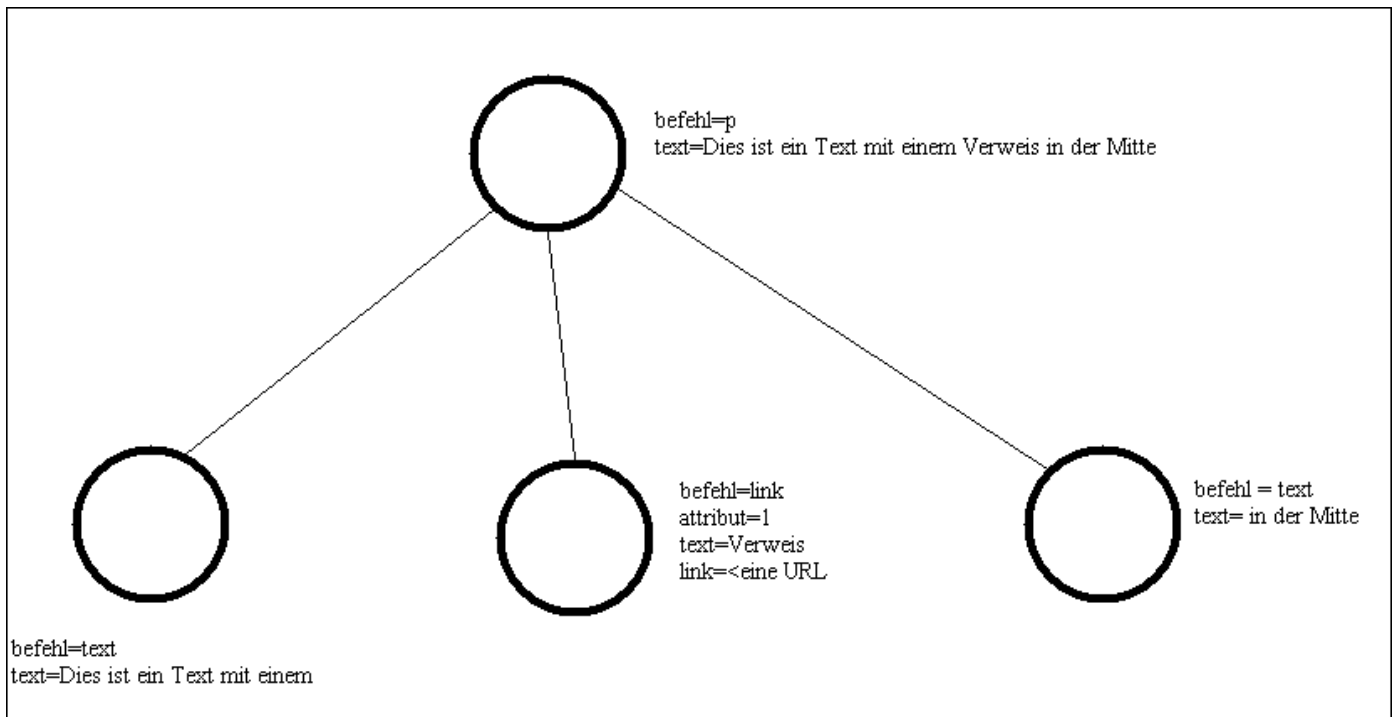 befehl=p
text=Dies ist ein Text mit einem Verweis in der Mitte
befehl=text
text=Dies ist ein Text mit einem
befehl=link
attribut=1
text=Verweis
link=<eine URL
befehl = text
text= in der Mitte